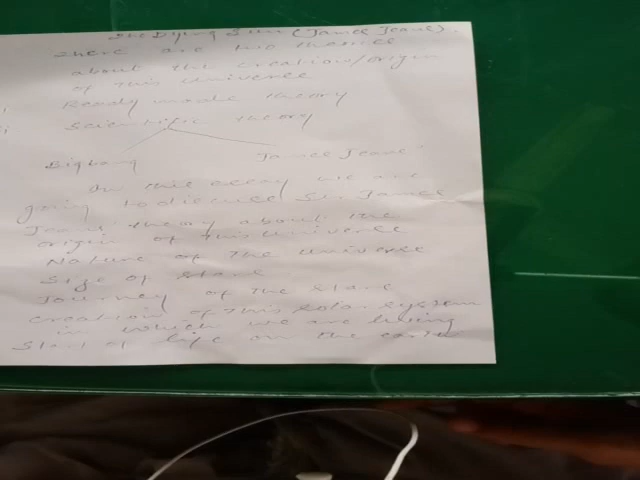 The Dying Sun (James Jeans).
There are two themes
about the creation/origin
of this universe
Ready made theory
Scientific theory
Bigbang James Jeans"
In this essay we are
going to discuss Sir James
Jeans' theory about the
origin of this universe
Nature of the universe
Size of stars
Journey of the stars
creation of this solar system
in which we are living
Start of life on the earth